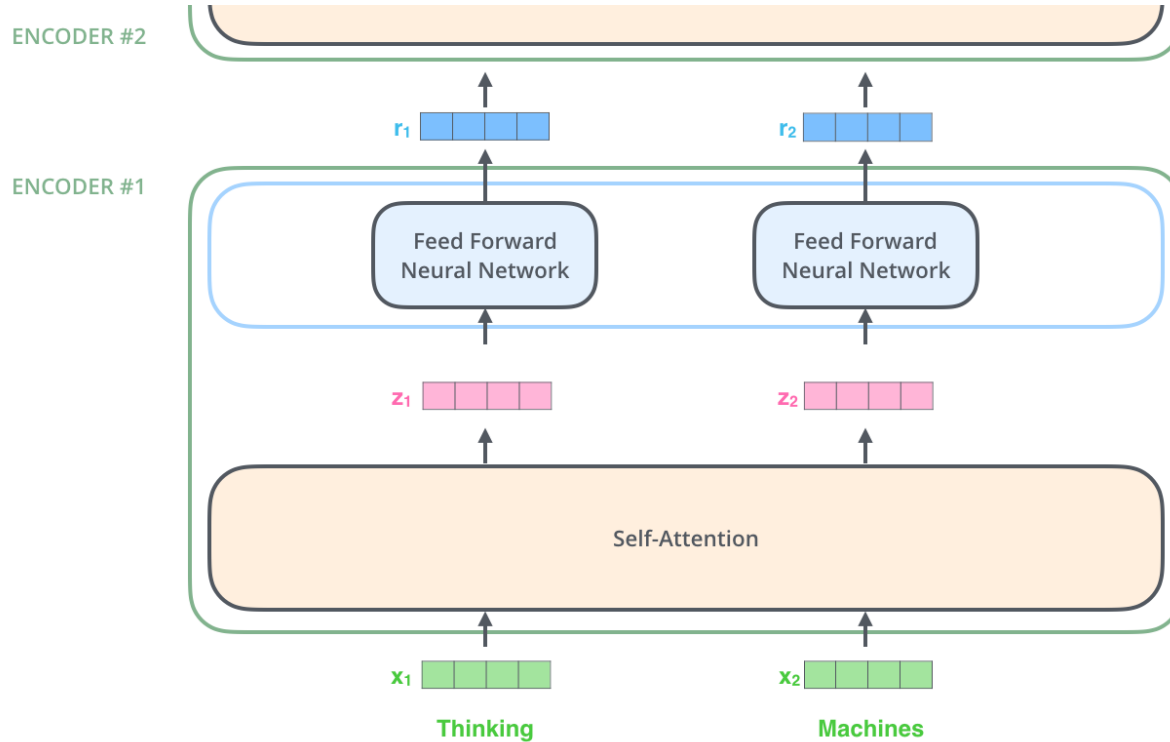 ENCODER #2
r₁
r₂
ENCODER #1
Feed Forward
Neural Network
Feed Forward
Neural Network
z₁
z₂
Self-Attention
x₁
x₂
Thinking
Machines